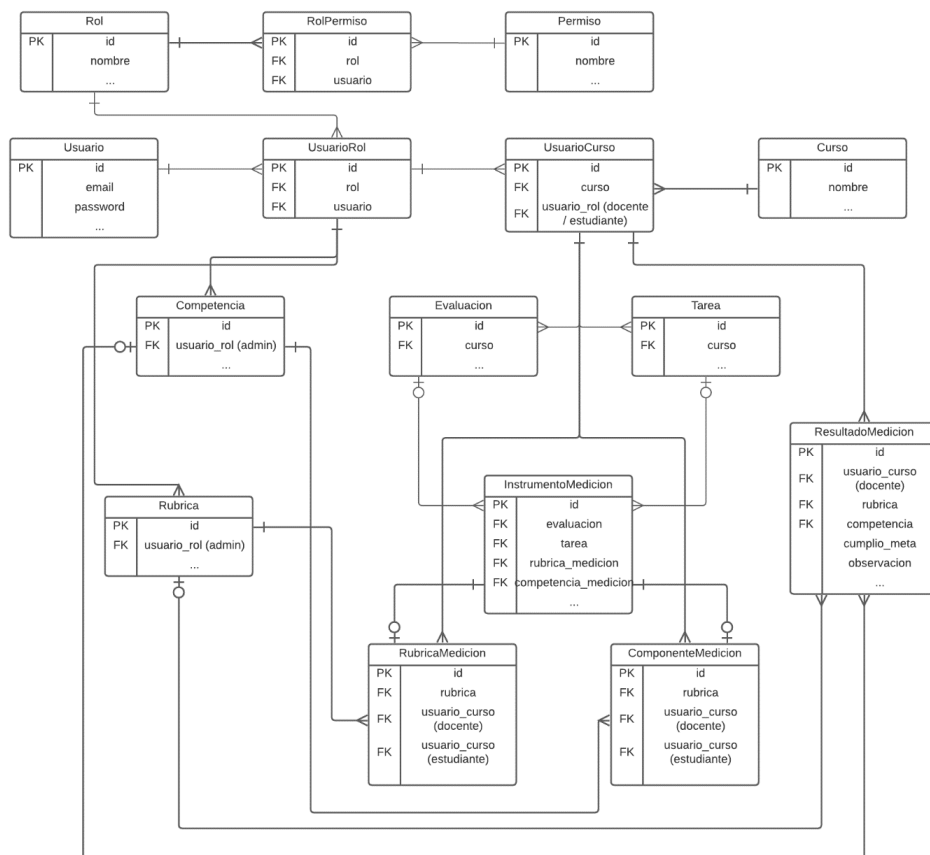 Rol
PK id
nombre
...
RolPermiso
PK id
FK rol
FK usuario
Permiso
PK id
nombre
...
Usuario
PK id
email
password
...
UsuarioRol
PK id
FK rol
FK usuario
UsuarioCurso
PK id
FK curso
FK usuario_rol (docente
/ estudiante)
Curso
PK id
nombre
...
Competencia
PK id
FK usuario_rol (admin)
...
Evaluacion
PK id
FK curso
...
Tarea
PK id
FK curso
...
ResultadoMedicion
PK id
FK usuario_curso
(docente)
FK rubrica
FK competencia
cumplio_meta
observacion
...
Rubrica
PK id
FK usuario_rol (admin)
...
InstrumentoMedicion
PK id
FK evaluacion
FK tarea
FK rubrica_medicion
FK competencia_medicion
...
RubricaMedicion
PK id
FK rubrica
FK usuario_curso
(docente)
FK usuario_curso
(estudiante)
ComponenteMedicion
PK id
FK rubrica
FK usuario_curso
(docente)
FK usuario_curso
(estudiante)